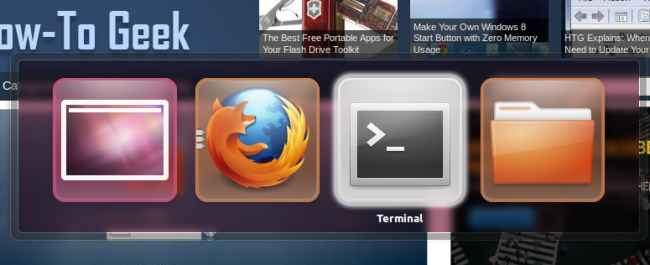 ow-To Geek
The Best Free Portable Apps for
Your Flash Drive Toolkit
Make Your Own Windows 8
Start Button with Zero Memory
Usage
HTG Explains: When
Need to Update Your
Ca
>_
Terminal